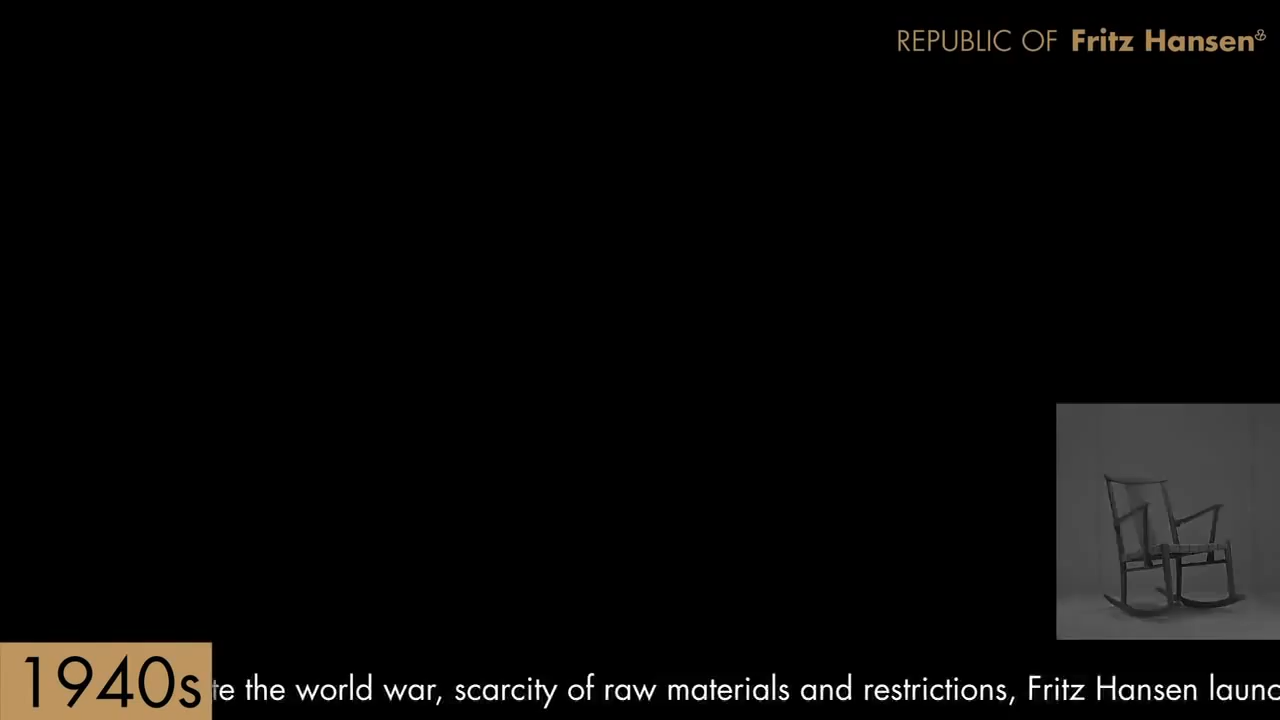 REPUBLIC OF Fritz Hansen
1940s
the world war, scarcity of raw materials and restrictions, Fritz Hansen